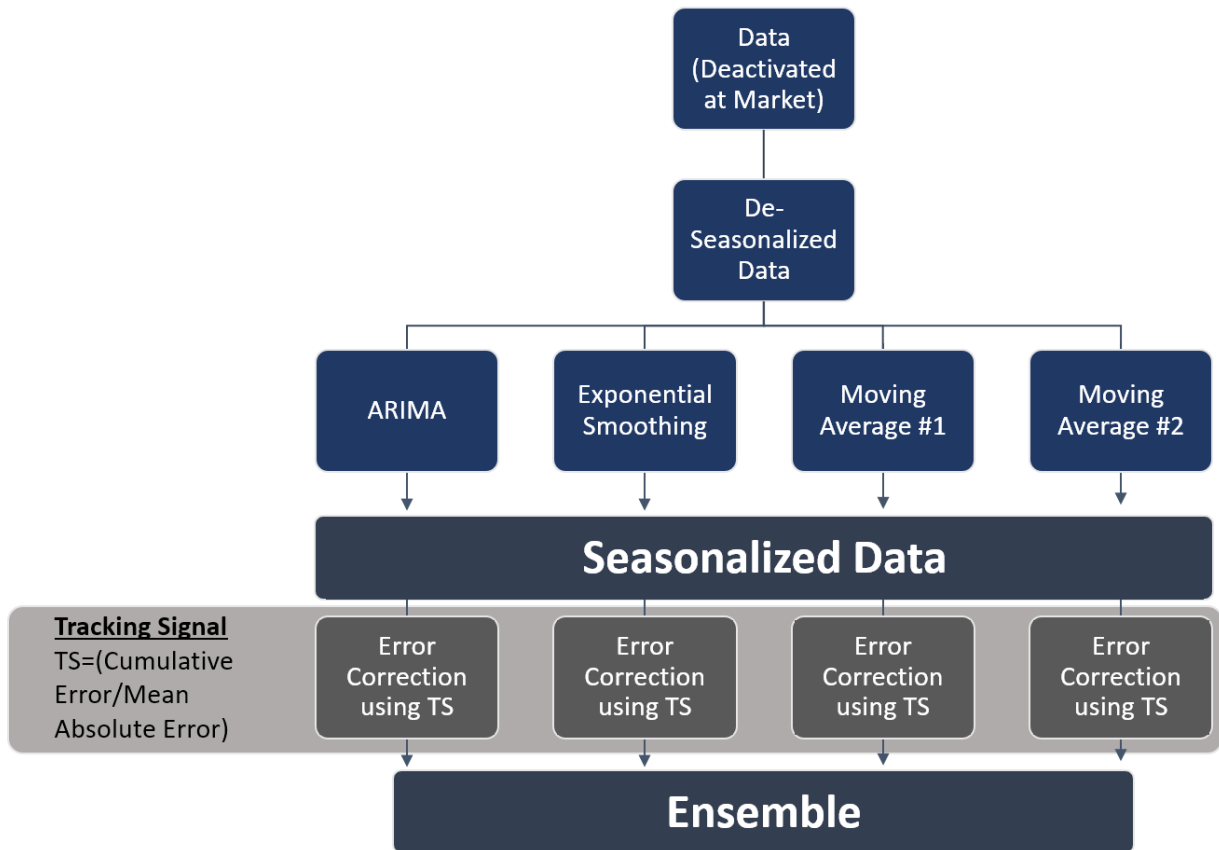 Data
(Deactivated
at Market)
De-
Seasonalized
Data
ARIMA
Exponential
Smoothing
Moving
Average #1
Moving
Average #2
Seasonalized Data
Tracking Signal
TS=(Cumulative
Error/Mean
Absolute Error)
Error
Correction
using TS
Error
Correction
using TS
Error
Correction
using TS
Error
Correction
using TS
Ensemble